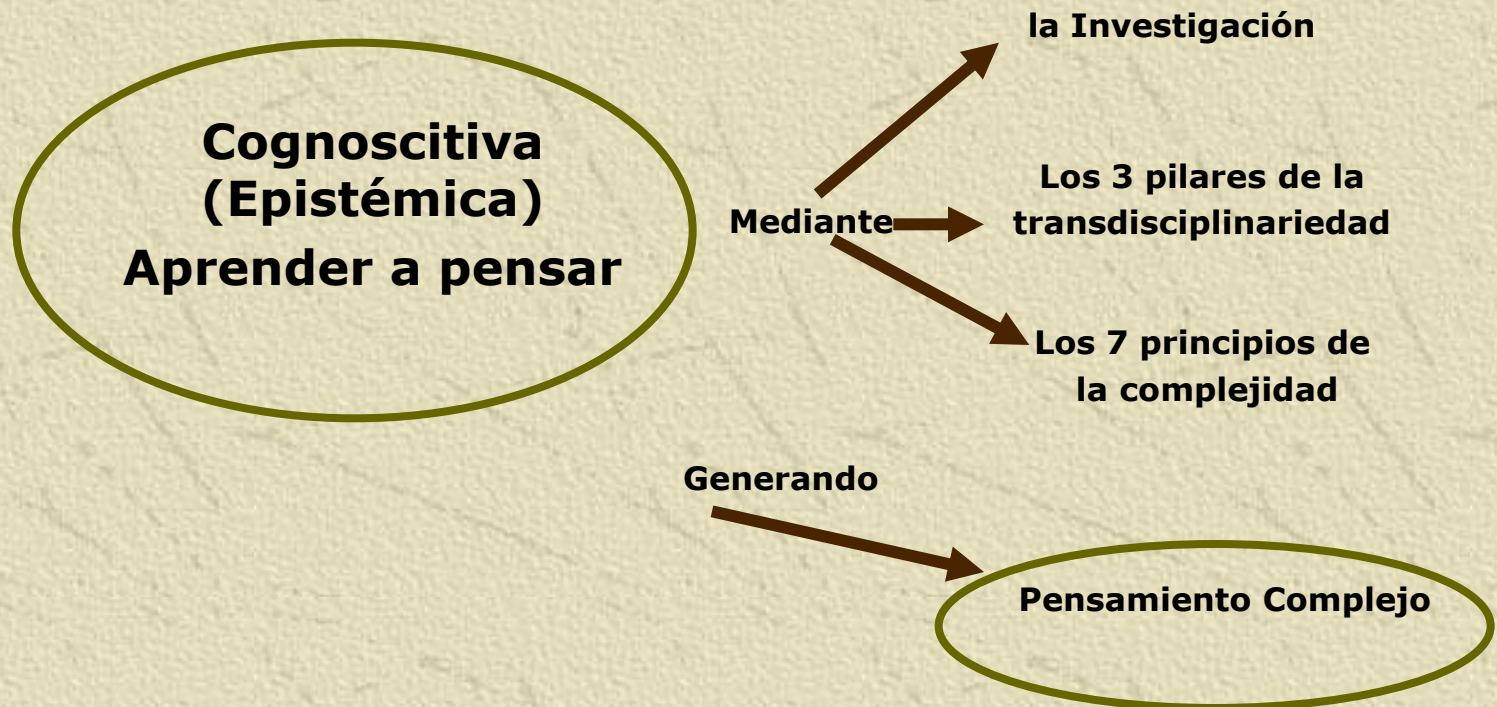 la Investigación
Cognoscitiva
(Epistémica)
Aprender a pensar
Mediante
Los 3 pilares de la
transdisciplinariedad
Los 7 principios de
la complejidad
Generando
Pensamiento Complejo